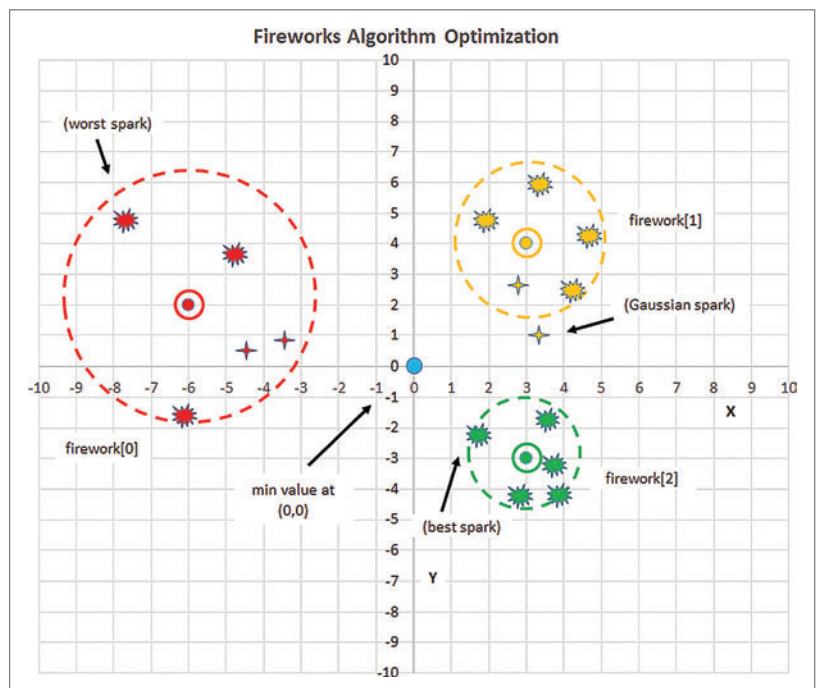 Fireworks Algorithm Optimization
10
9
8
7
6
5
4
3
2
1
0
-10 -9 -8 -7 -6 -5 -4 -3 -2 -1 0 1 2 3 4 5 6 7 8 9 10
-1
-2
-3
-4
-5
-6
-7
-8
-9
-10
(worst spark)
firework[1]
(Gaussian spark)
X
firework[0]
firework[2]
min value at
(0,0)
(best spark)
Y